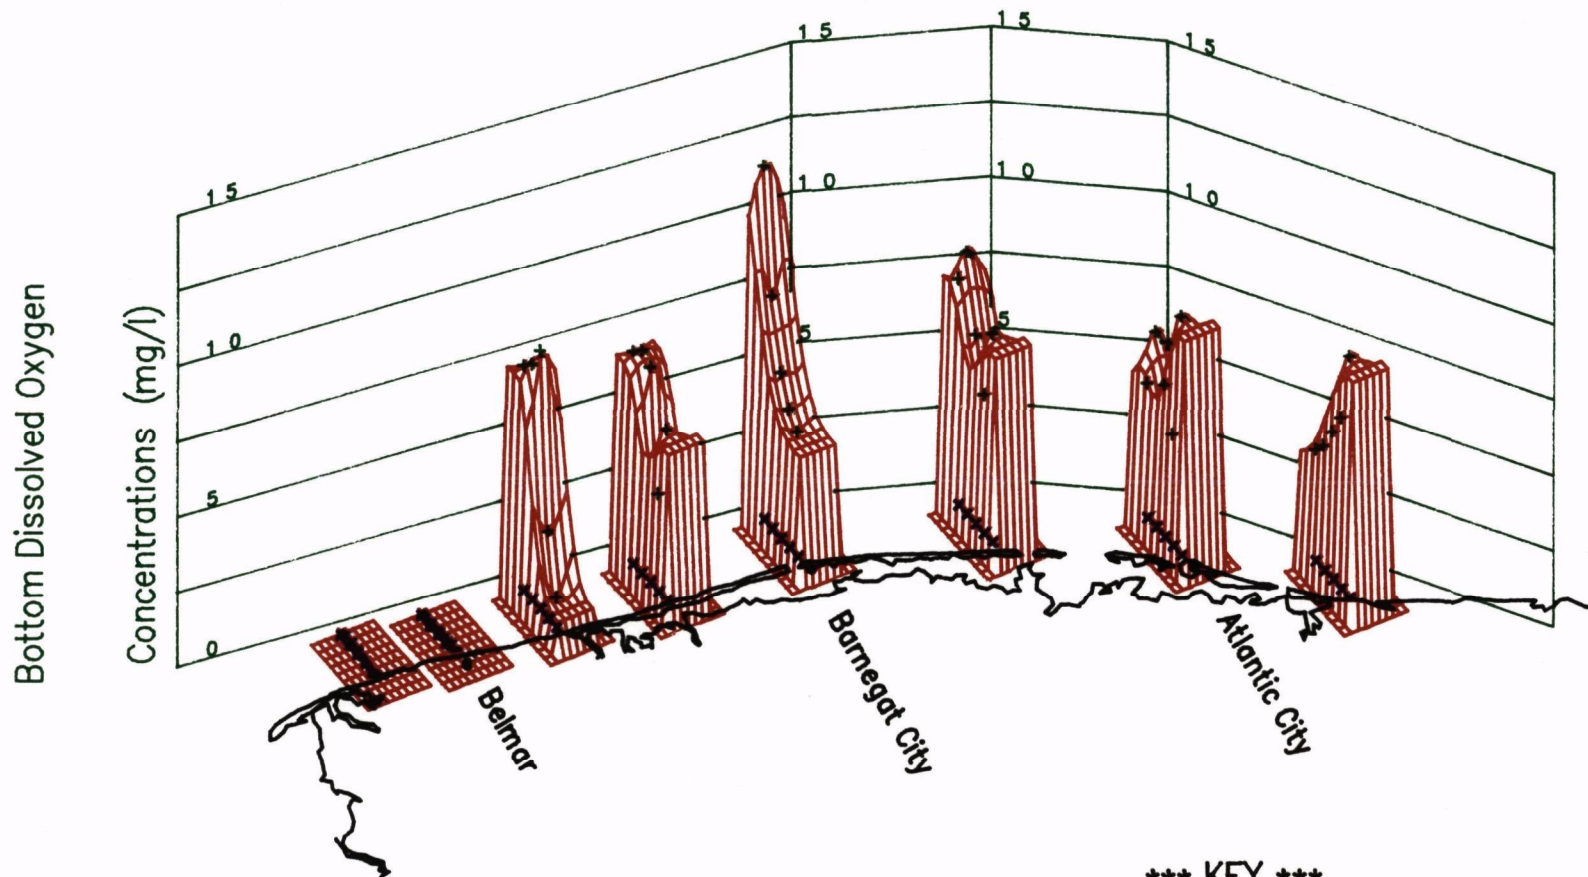 Bottom Dissolved Oxygen
Concentrations (mg/l)
15
10
5
0
15
10
5
15
10
5
15
10
Belmar
Barnegat City
Atlantic City
*** KEY ***